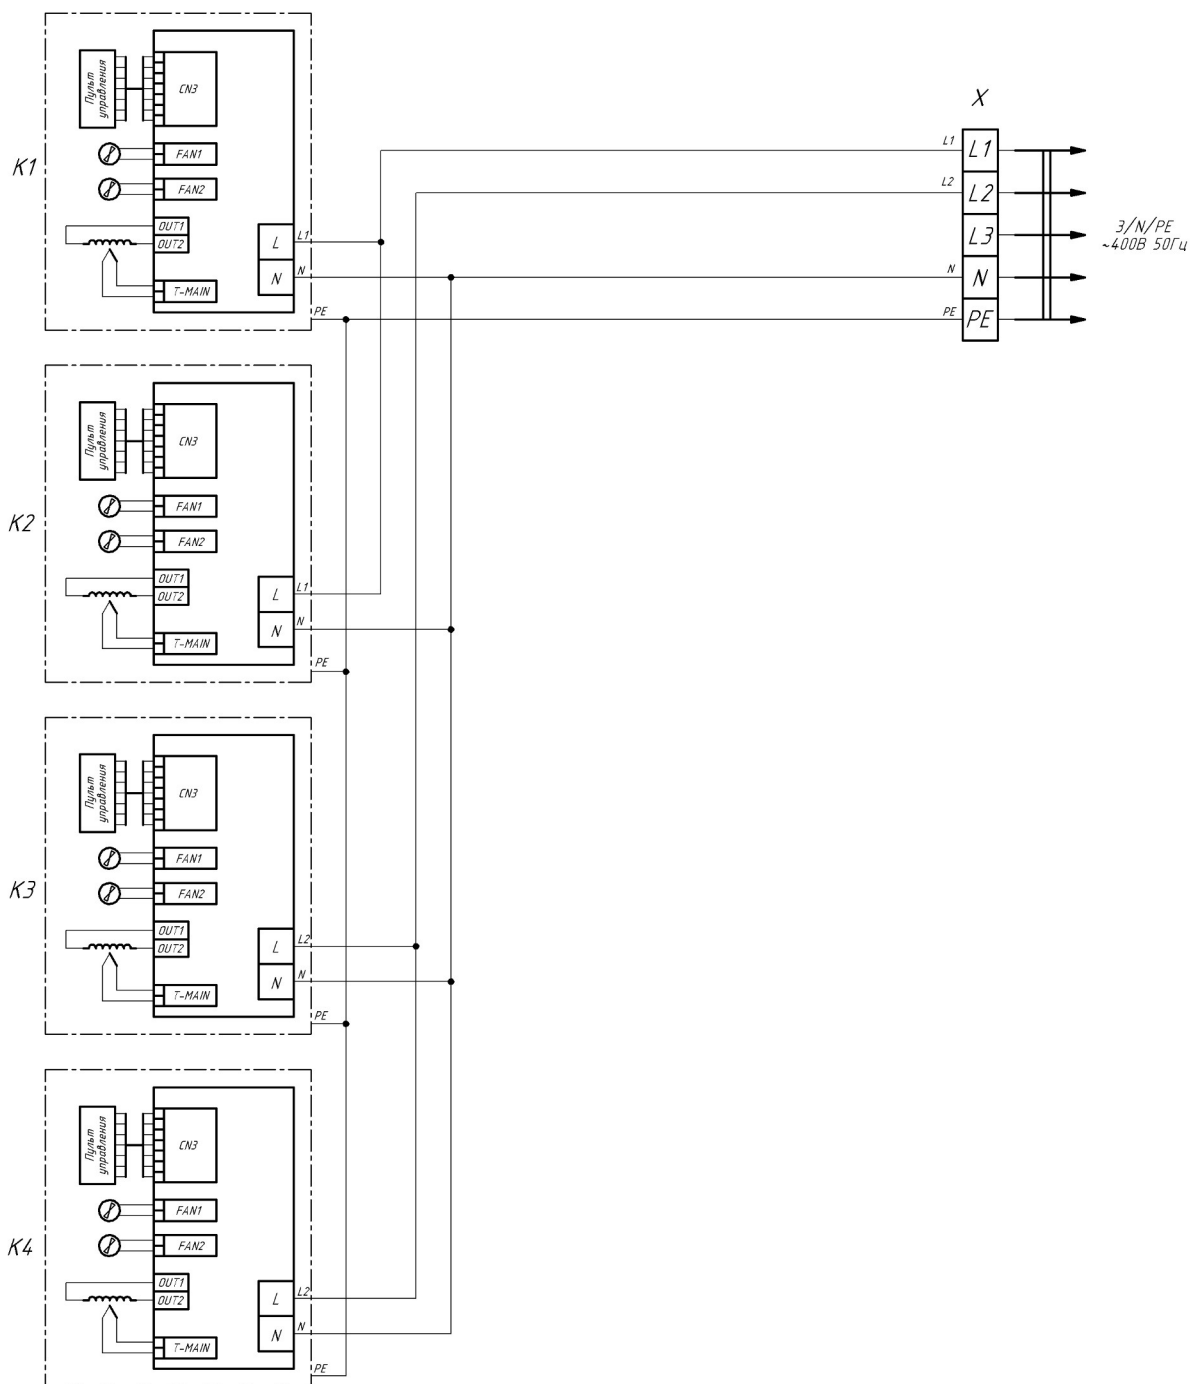 X
K1
Пульт
управления
CN3
FAN1
FAN2
OUT1
OUT2
T-MAIN
L
N
L1
N
PE
L1
L2
N
PE
L1
L2
L3
N
PE
3/N/PE
~400В 50Гц
K2
Пульт
управления
CN3
FAN1
FAN2
OUT1
OUT2
T-MAIN
L
N
L1
N
PE
K3
Пульт
управления
CN3
FAN1
FAN2
OUT1
OUT2
T-MAIN
L
N
L2
N
PE
K4
Пульт
управления
CN3
FAN1
FAN2
OUT1
OUT2
T-MAIN
L
N
L2
N
PE